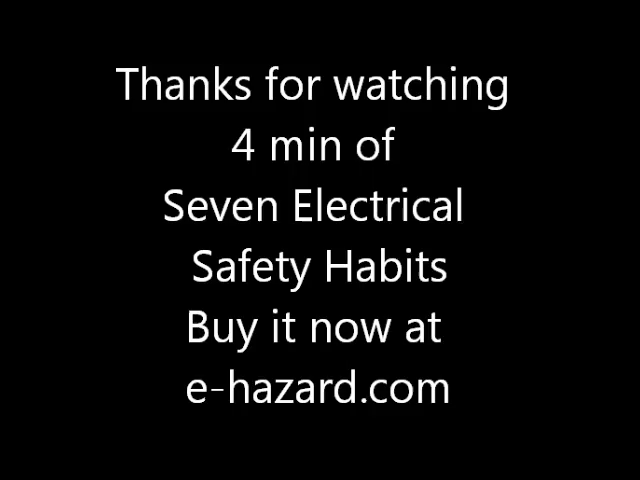 Thanks for watching
4 min of
Seven Electrical
Safety Habits
Buy it now at
e-hazard.com